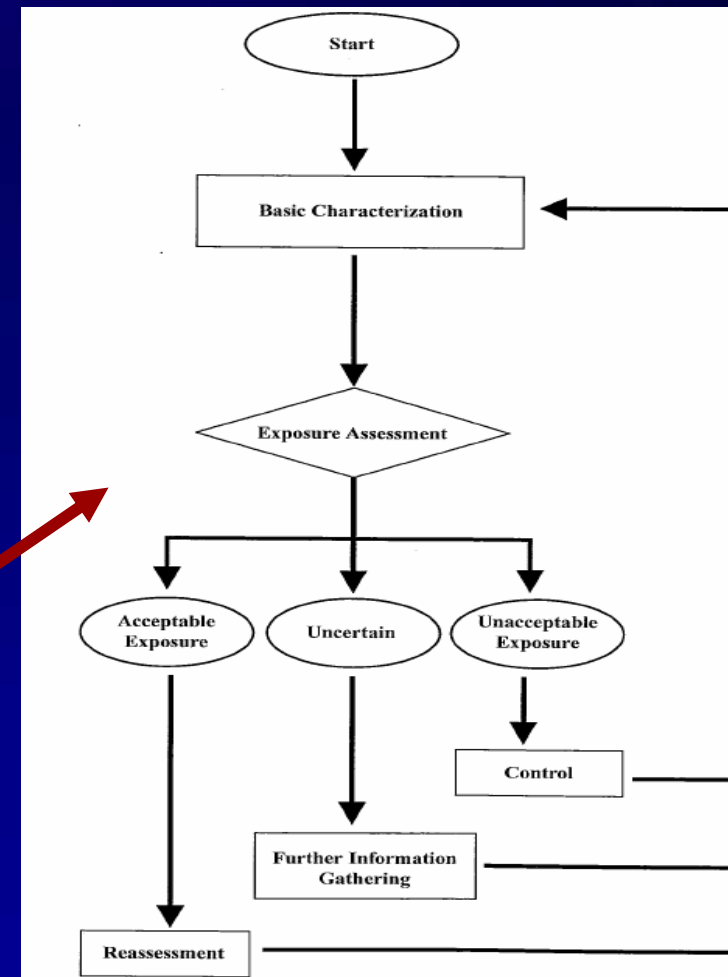 Start
Basic Characterization
Exposure Assessment
Acceptable
Exposure
Uncertain
Unacceptable
Exposure
Control
Further Information
Gathering
Reassessment